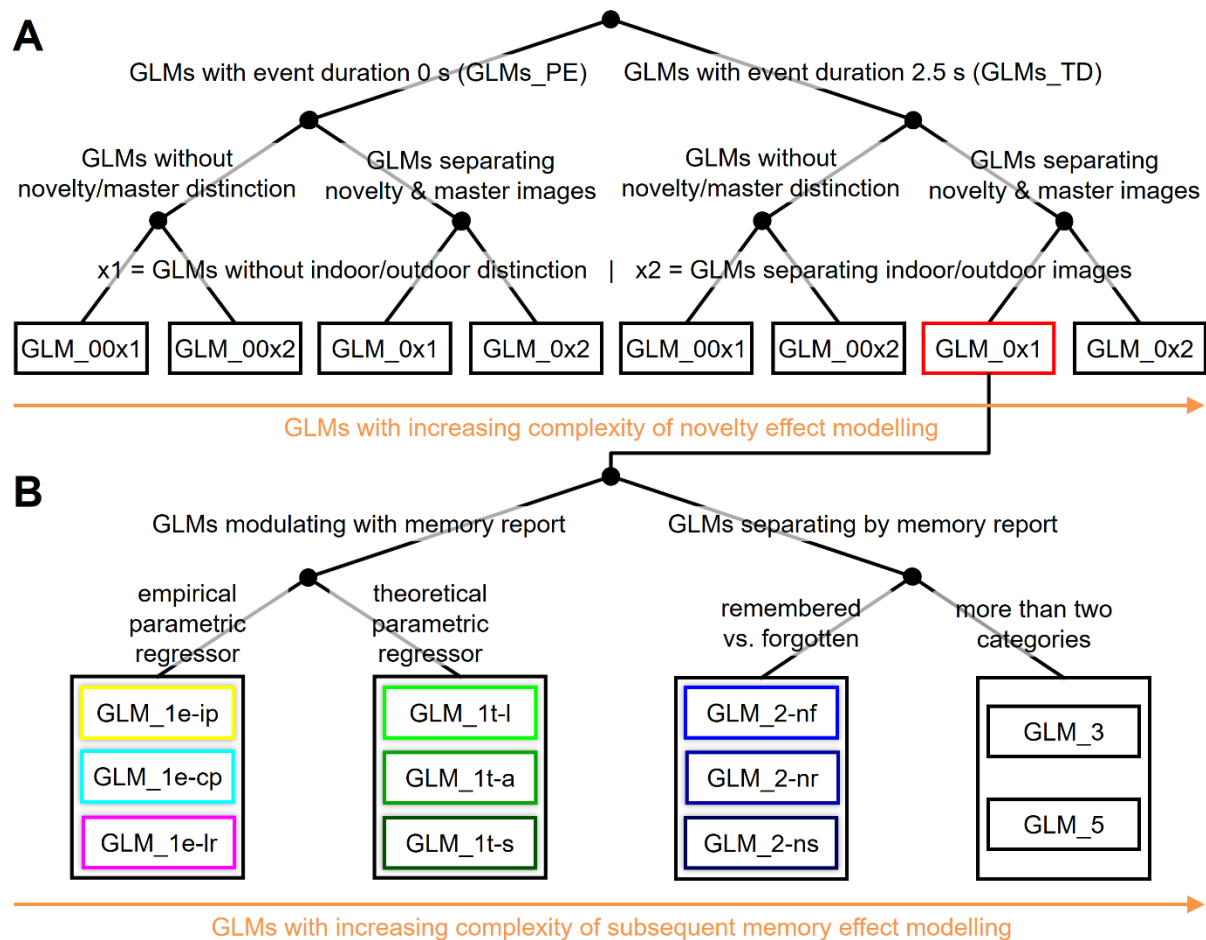 A
GLMs with event duration 0 s (GLMs_PE)
GLMs with event duration 2.5 s (GLMs_TD)
GLMs without
novelty/master distinction
GLMs separating
novelty & master images
GLMs without
novelty/master distinction
GLMs separating
novelty & master images
x1 = GLMs without indoor/outdoor distinction | x2 = GLMs separating indoor/outdoor images
GLM_00x1
GLM_00x2
GLM_0x1
GLM_0x2
GLM_00x1
GLM_00x2
GLM_0x1
GLM_0x2
GLMs with increasing complexity of novelty effect modelling
B
GLMs modulating with memory report
GLMs separating by memory report
empirical
parametric
regressor
theoretical
parametric
regressor
remembered
vs. forgotten
more than two
categories
GLM_1e-ip
GLM_1e-cp
GLM_1e-lr
GLM_1t-l
GLM_1t-a
GLM_1t-s
GLM_2-nf
GLM_2-nr
GLM_2-ns
GLM_3
GLM_5
GLMs with increasing complexity of subsequent memory effect modelling